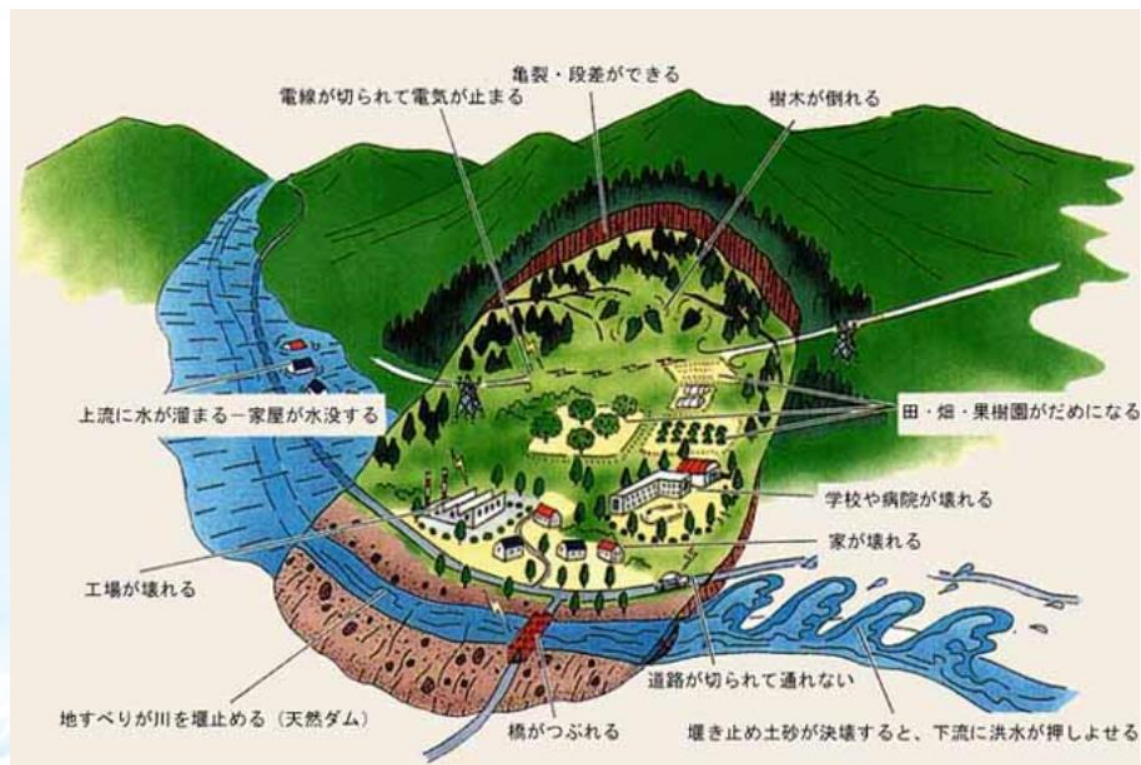 亀裂・段差ができる
電線が切られて電気が止まる
樹木が倒れる
上流に水が溜まるー家屋が水没する
田・畑・果樹園がだめになる
学校や病院が壊れる
家が壊れる
工場が壊れる
道路が切られて通れない
地すべりが川を堰止める（天然ダム）
橋がつぶれる
堰き止め土砂が決壊すると、下流に洪水が押しよせる